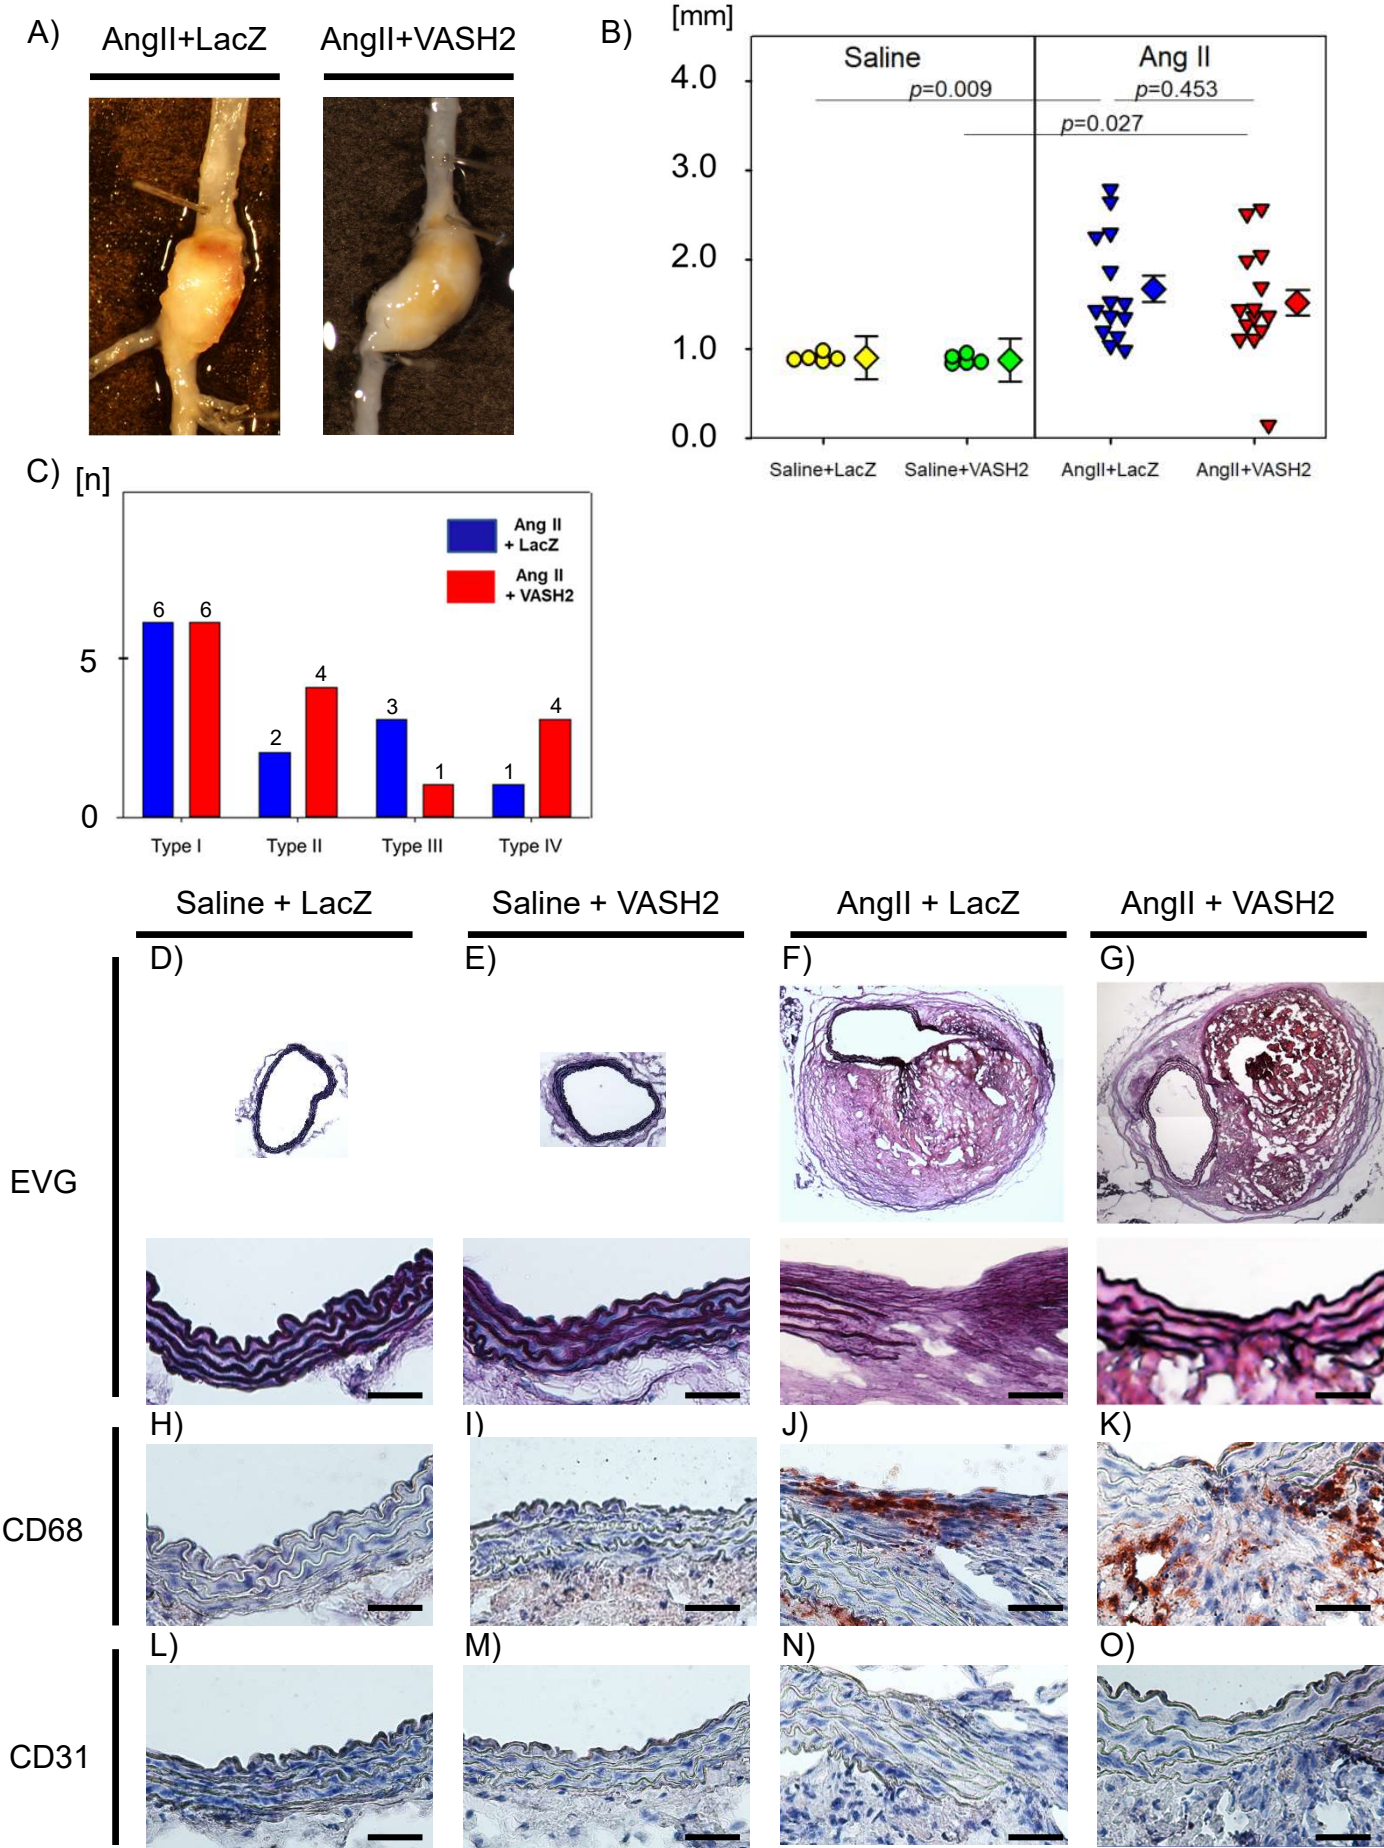 A)
AngII+LacZ
AngII+VASH2
B)
[mm]
Saline
Ang II
4.0
p=0.009
p=0.453
p=0.027
3.0
2.0
1.0
0.0
Saline+LacZ
Saline+VASH2
AngII+LacZ
AngII+VASH2
C)
[n]
Ang II
+ LacZ
Ang II
+ VASH2
6
6
5
4
2
3
1
1
4
0
Type I
Type II
Type III
Type IV
Saline + LacZ
Saline + VASH2
AngII + LacZ
AngII + VASH2
D)
E)
F)
G)
EVG
H)
I)
J)
K)
CD68
L)
M)
N)
O)
CD31